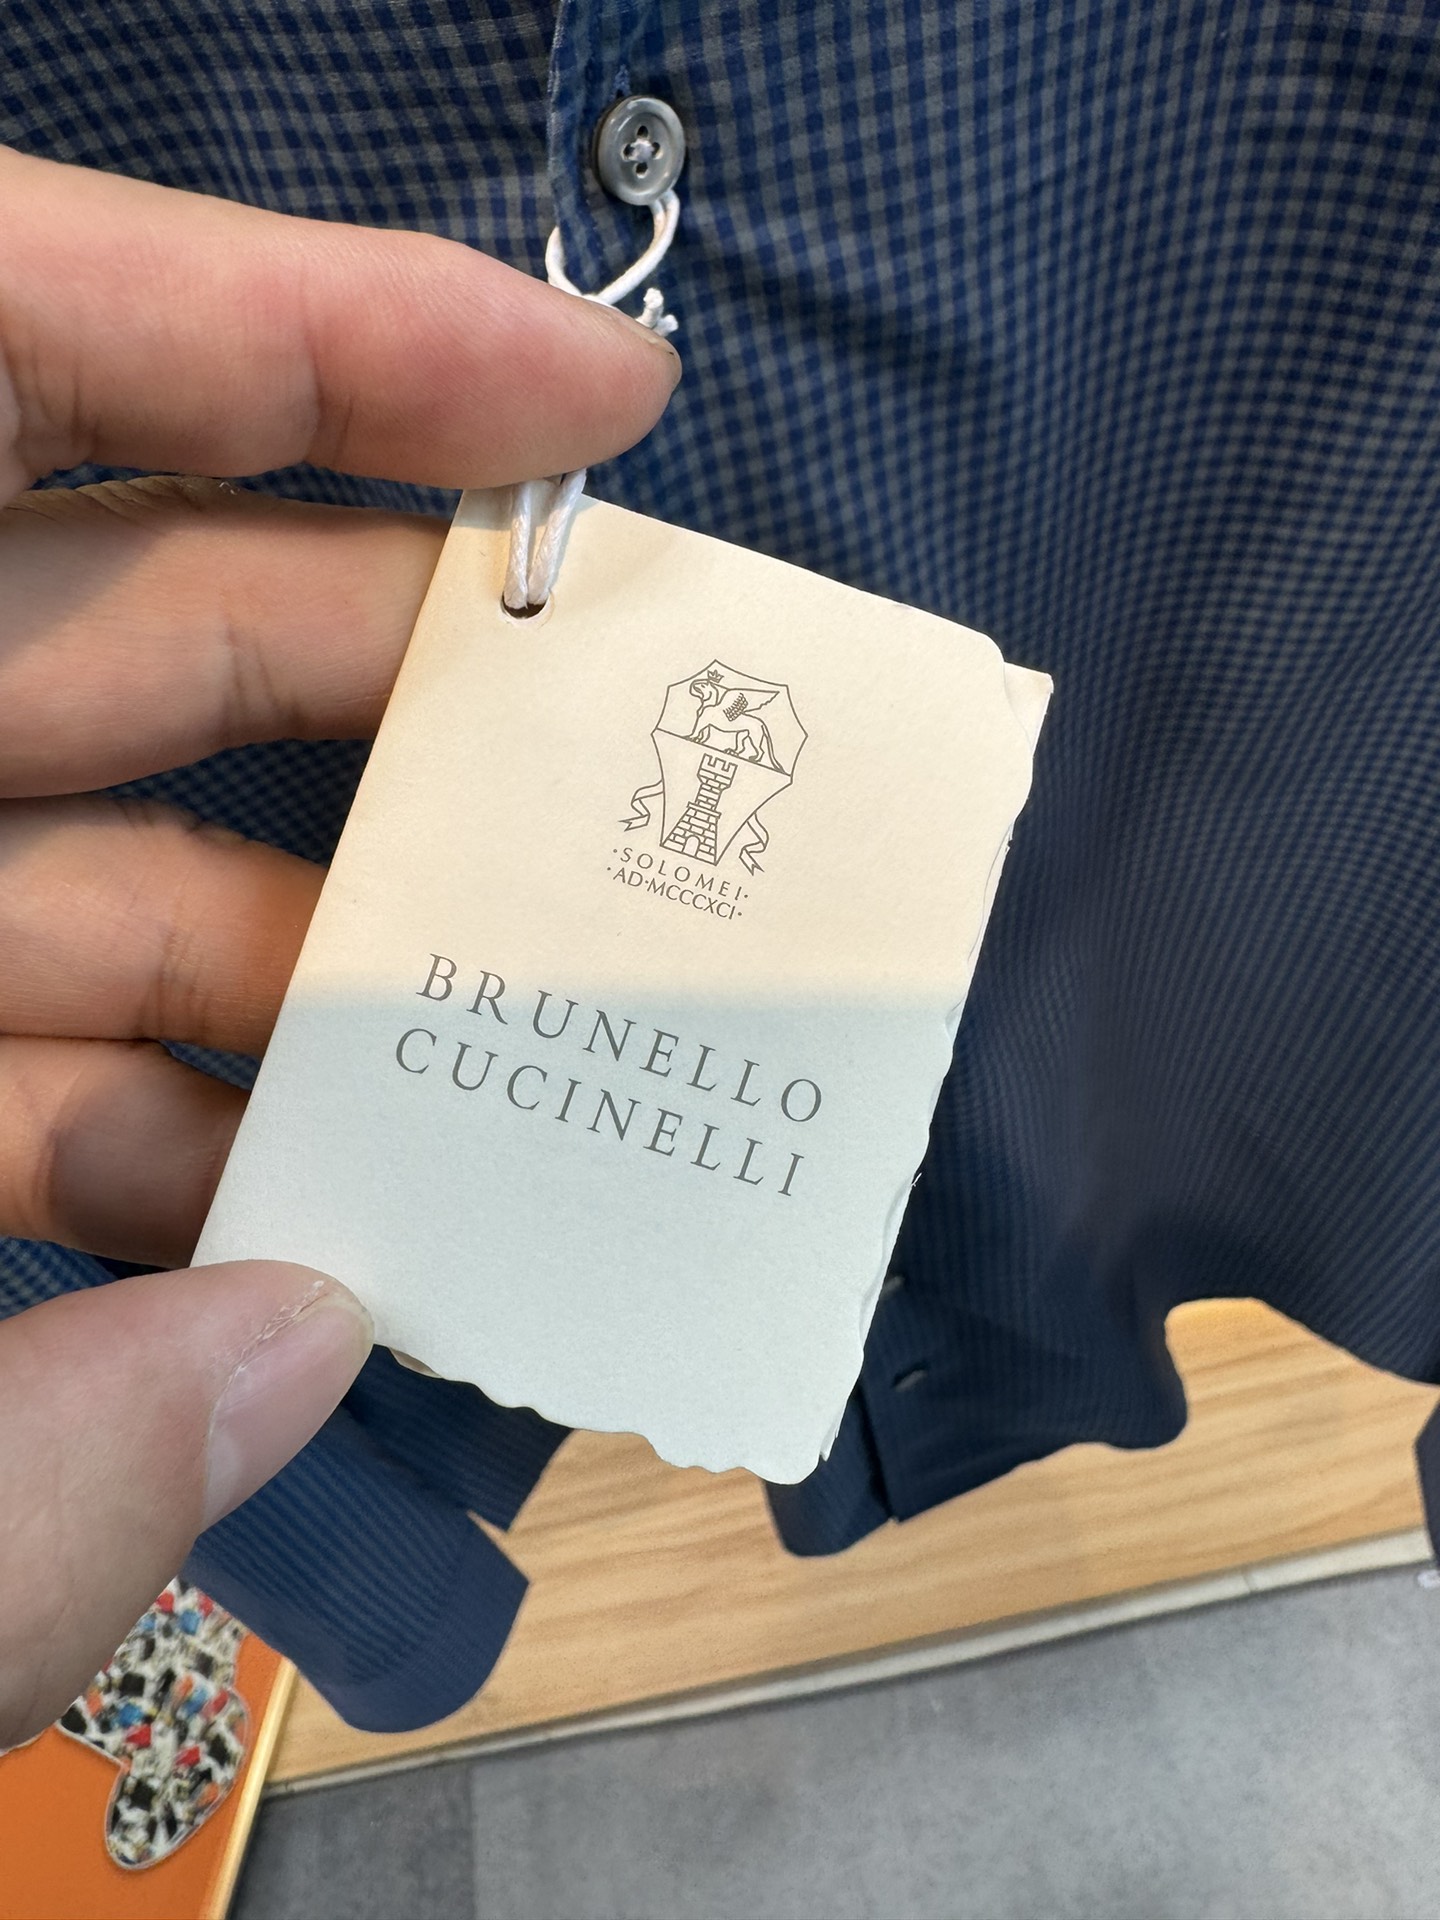 ·SOLOMEI·
·AD·MCCCXCI·
BRUNELLO
CUCINELLI